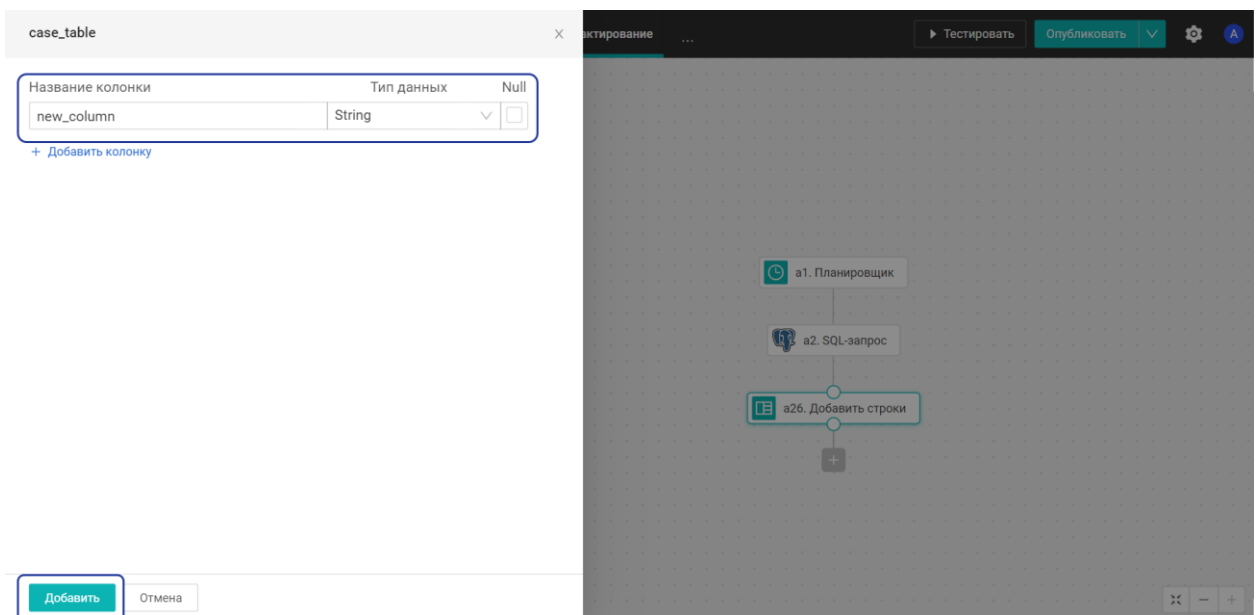 case_table
ктирование
...
Тестировать
Опубликовать
A
Название колонки
Тип данных
Null
new_column
String
+ Добавить колонку
a1. Планировщик
a2. SQL-запрос
a26. Добавить строки
Добавить
Отмена